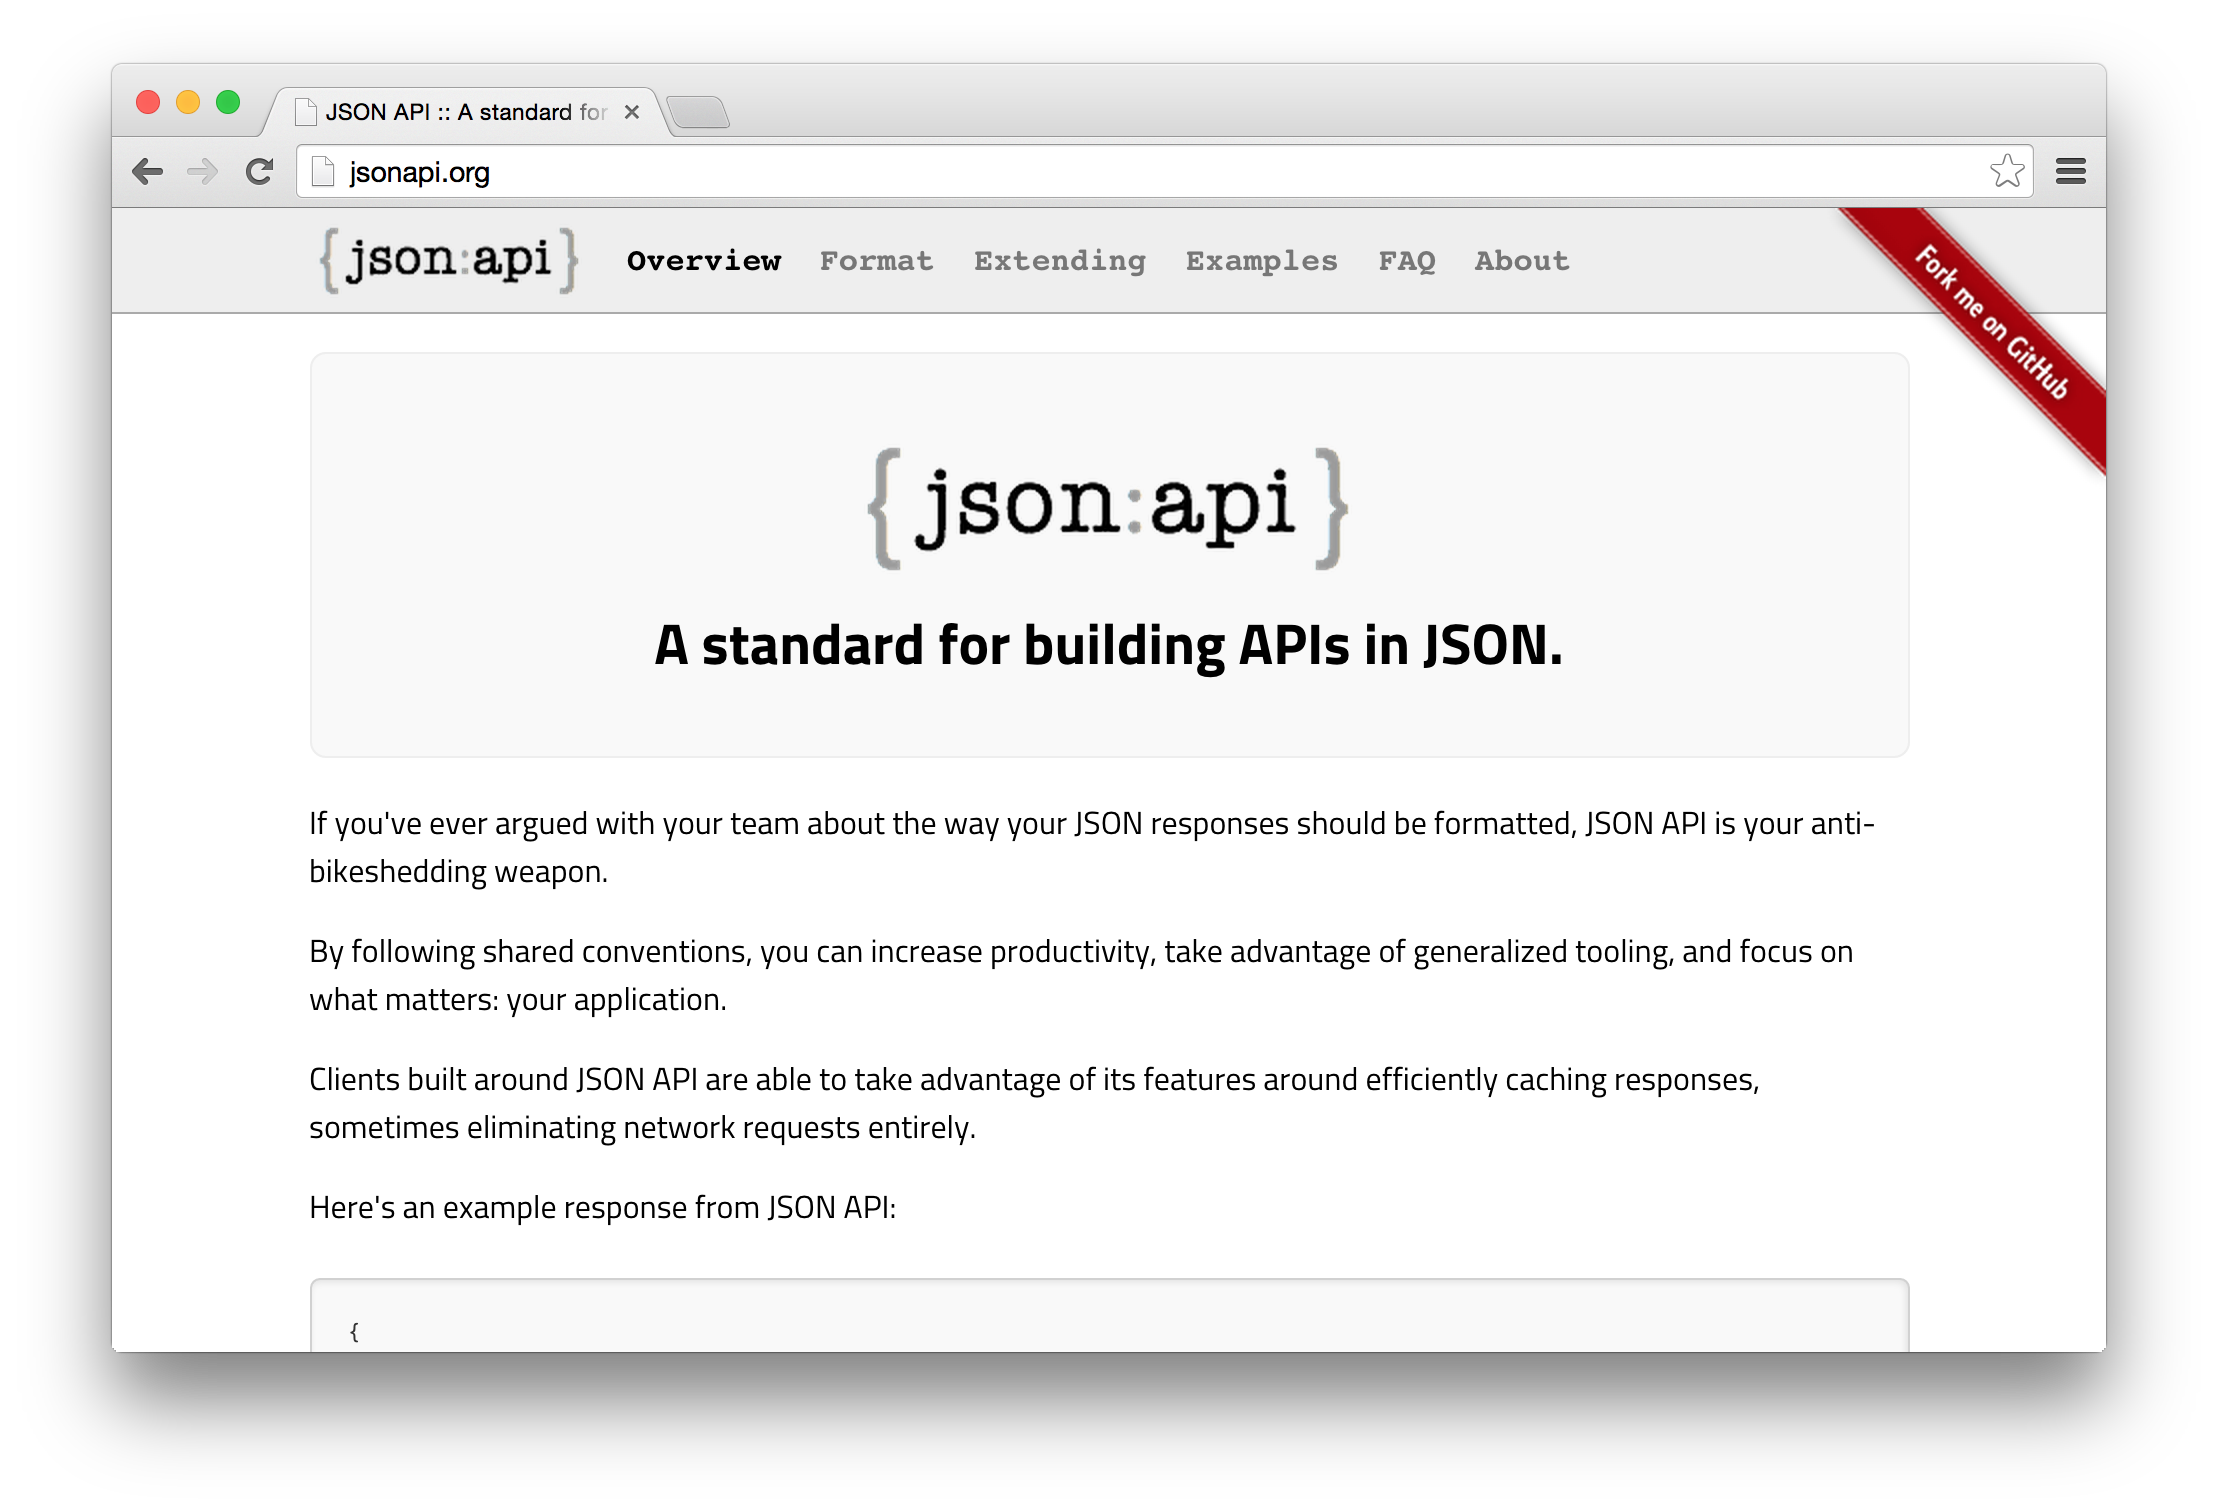 JSON API :: A standard for
jsonapi.org
{json:api} Overview Format Extending Examples FAQ About
Fork me on GitHub
{json:api}
A standard for building APIs in JSON.
If you've ever argued with your team about the way your JSON responses should be formatted, JSON API is your anti-
bikeshedding weapon.
By following shared conventions, you can increase productivity, take advantage of generalized tooling, and focus on
what matters: your application.
Clients built around JSON API are able to take advantage of its features around efficiently caching responses,
sometimes eliminating network requests entirely.
Here's an example response from JSON API:
{